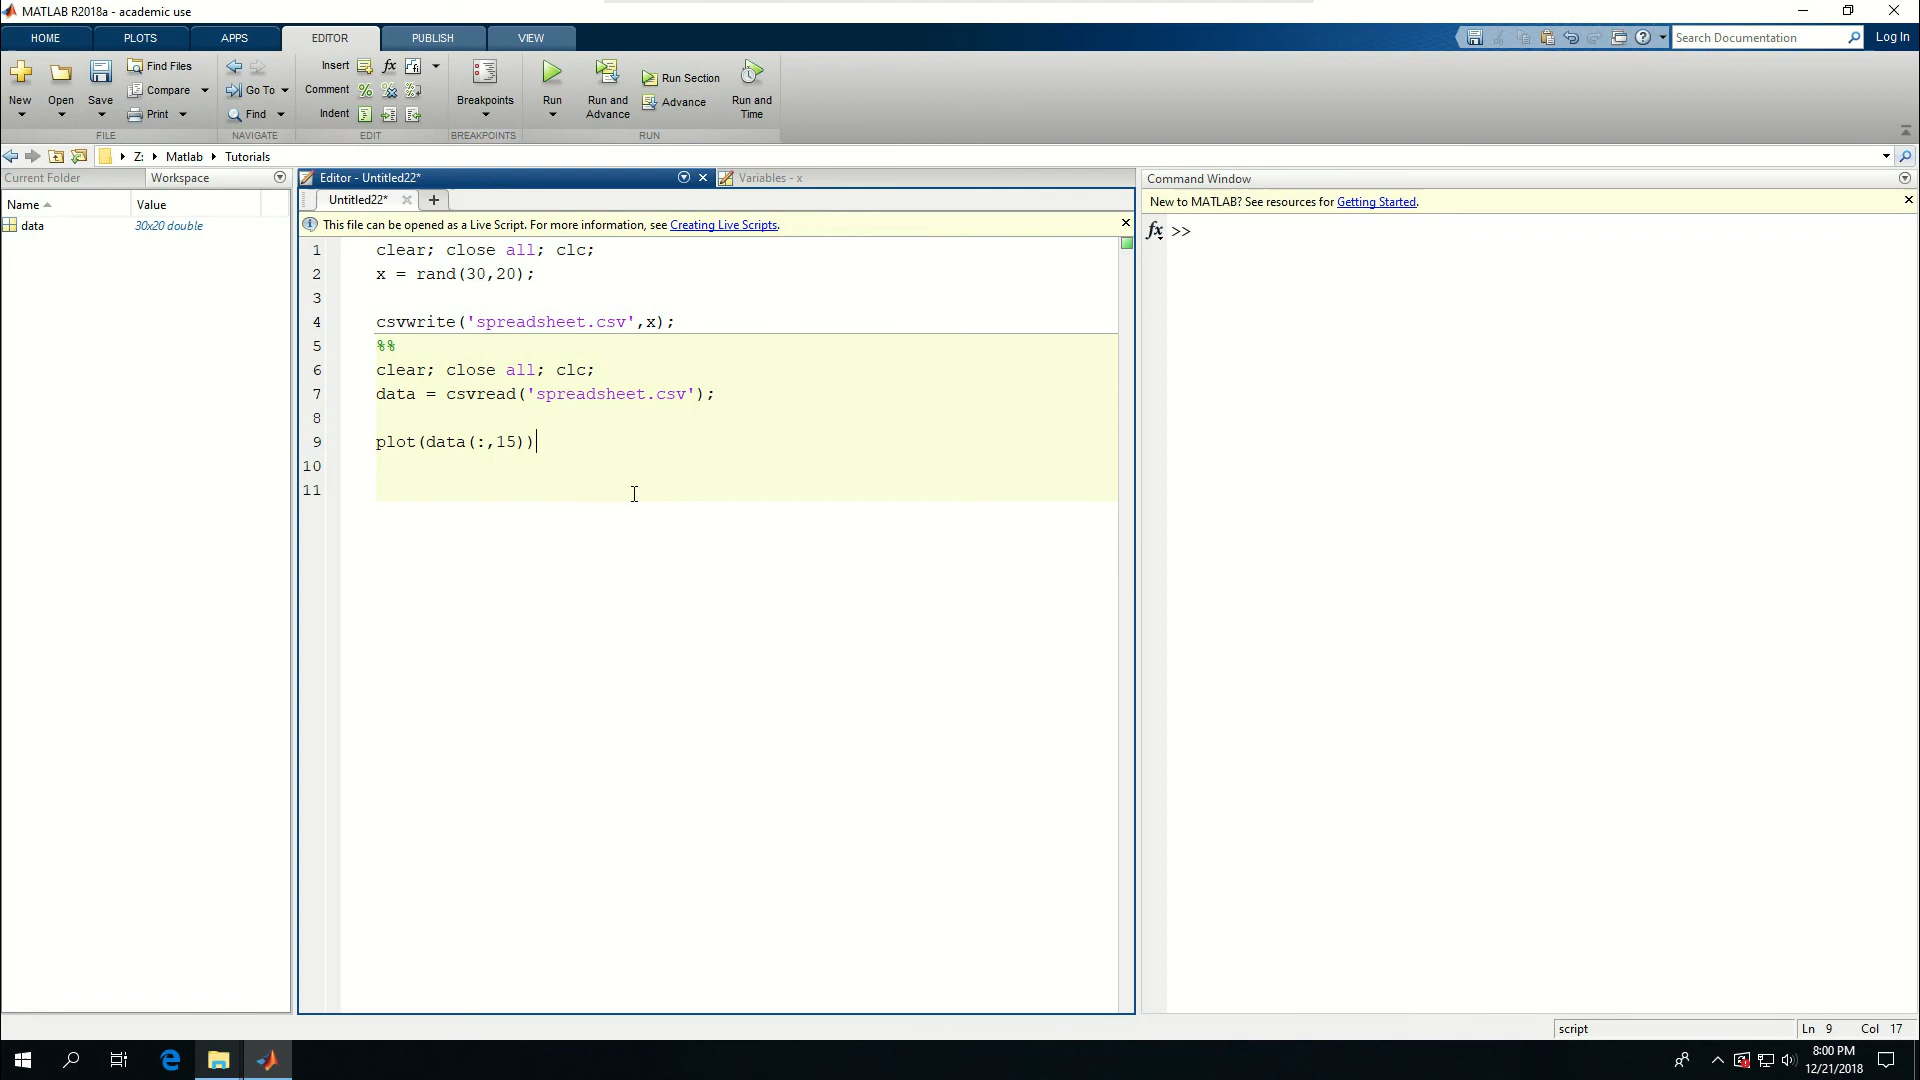 MATLAB R2018a - academic use
HOME PLOTS APPS EDITOR PUBLISH VIEW
Search Documentation
Log In
New Open Save
Find Files
Compare
Print
FILE
Go To
Find
NAVIGATE
Insert
Comment
Indent
EDIT
Breakpoints
BREAKPOINTS
Run
Run and Advance
Run Section
Advance
Run and Time
RUN
Z: Matlab Tutorials
Current Folder Workspace
Name Value
data 30x20 double
Editor - Untitled22*
Variables - x
Untitled22*
This file can be opened as a Live Script. For more information, see Creating Live Scripts.
1 clear; close all; clc;
2 x = rand(30,20);
3
4 csvwrite('spreadsheet.csv',x);
5 %%
6 clear; close all; clc;
7 data = csvread('spreadsheet.csv');
8
9 plot(data(:,15))
10
11
Command Window
New to MATLAB? See resources for Getting Started.
fx >>
script
Ln 9 Col 17
8:00 PM
12/21/2018